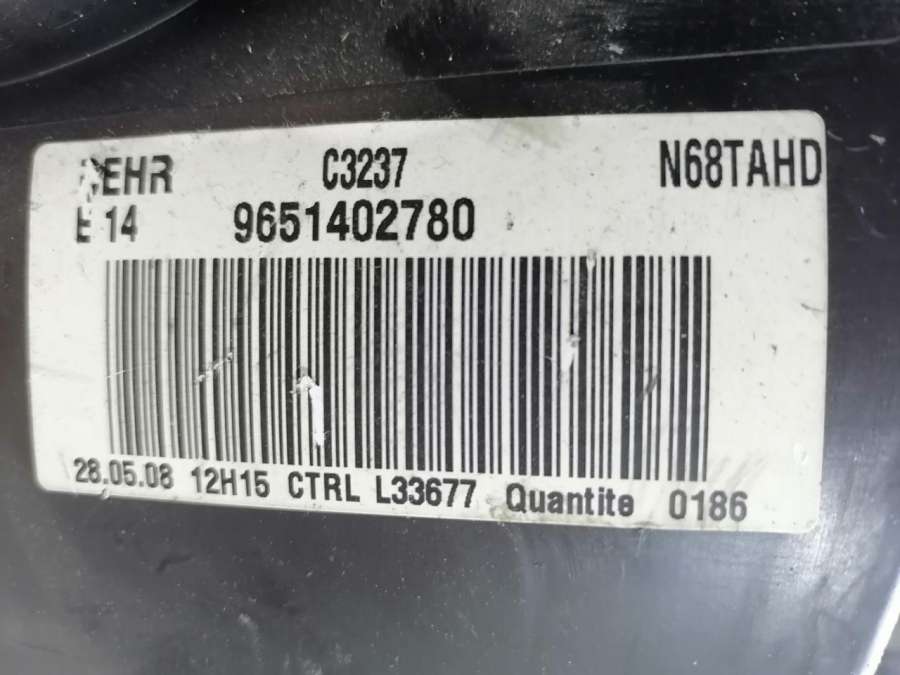 BEHR C3237 N68TAHD
E 14 9651402780
28.05.08 12H15 CTRL L33677 Quantite 0186